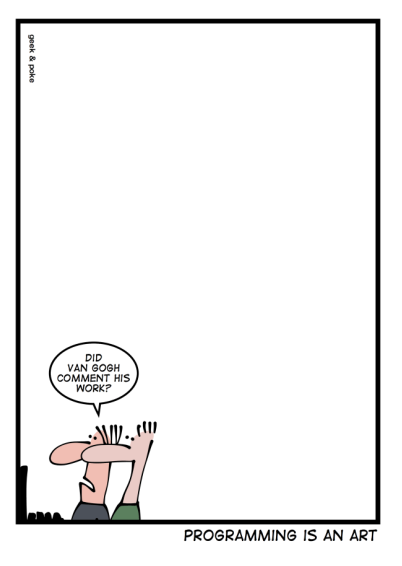 geek & poke
DID
VAN GOGH
COMMENT HIS
WORK?
PROGRAMMING IS AN ART